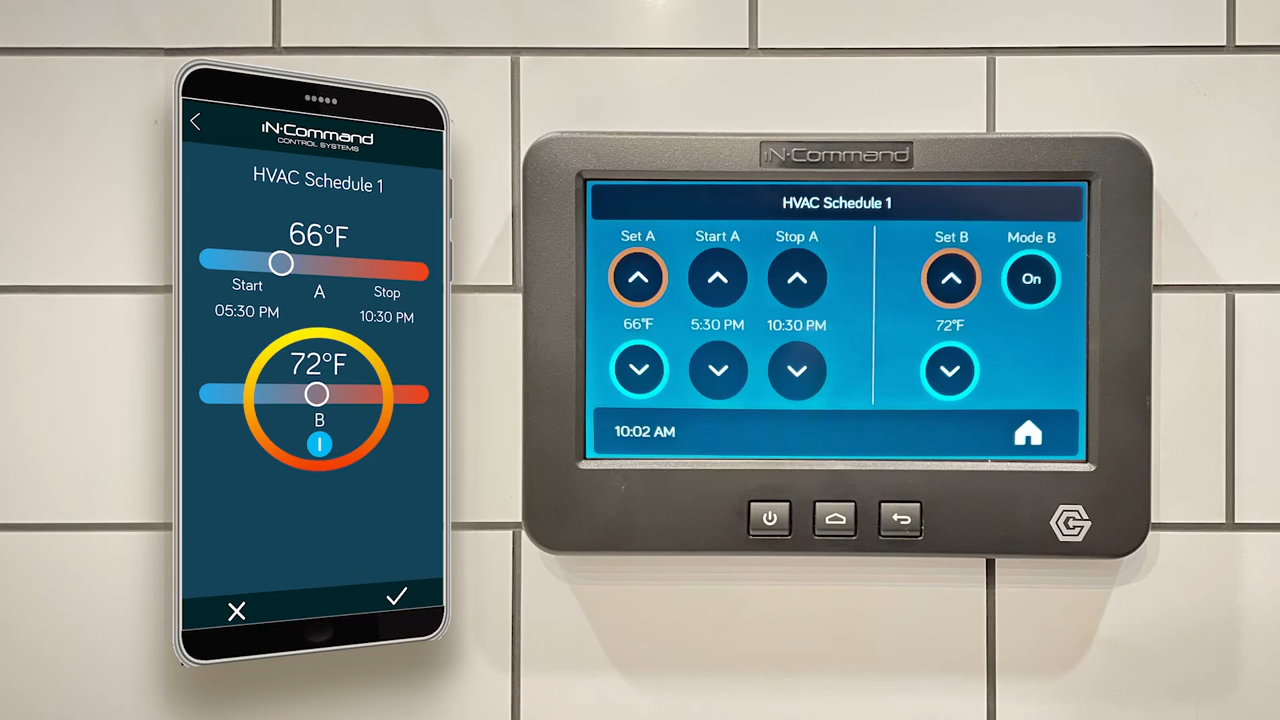 iN·Command
CONTROL SYSTEMS
HVAC Schedule 1
66°F
Start A Stop
05:30 PM 10:30 PM
72°F
B
iN·Command
HVAC Schedule 1
Set A Start A Stop A Set B Mode B
On
66°F 5:30 PM 10:30 PM 72°F
10:02 AM